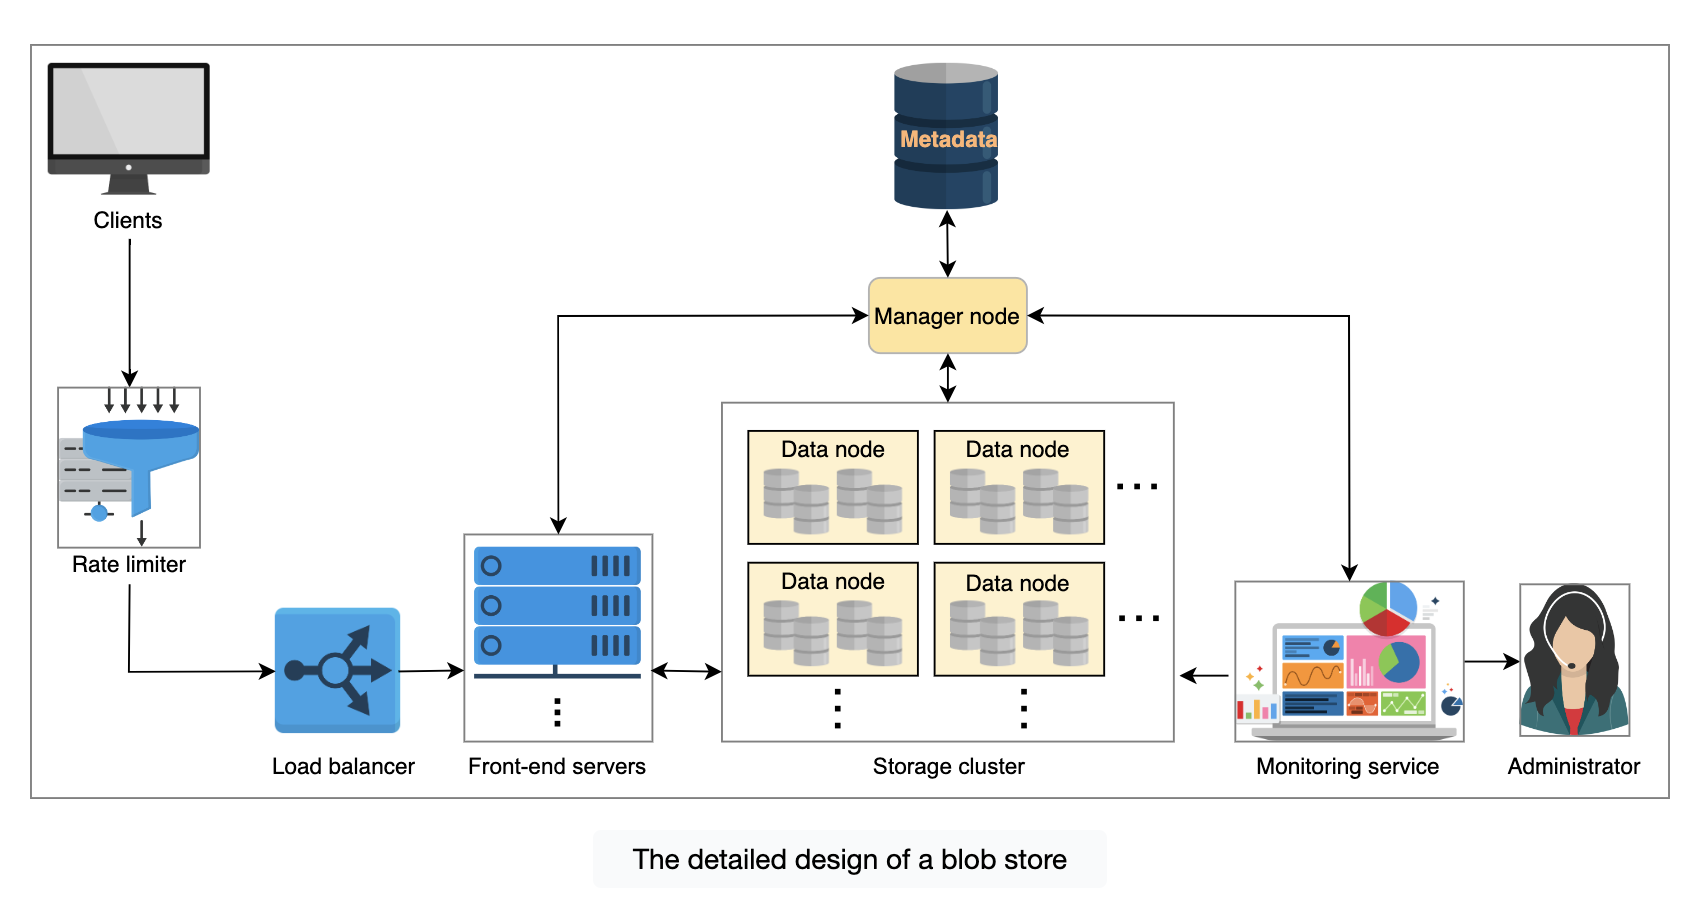 Metadata
Clients
Manager node
Data node
Data node
Data node
Data node
Rate limiter
Load balancer
Front-end servers
Storage cluster
Monitoring service
Administrator
The detailed design of a blob store